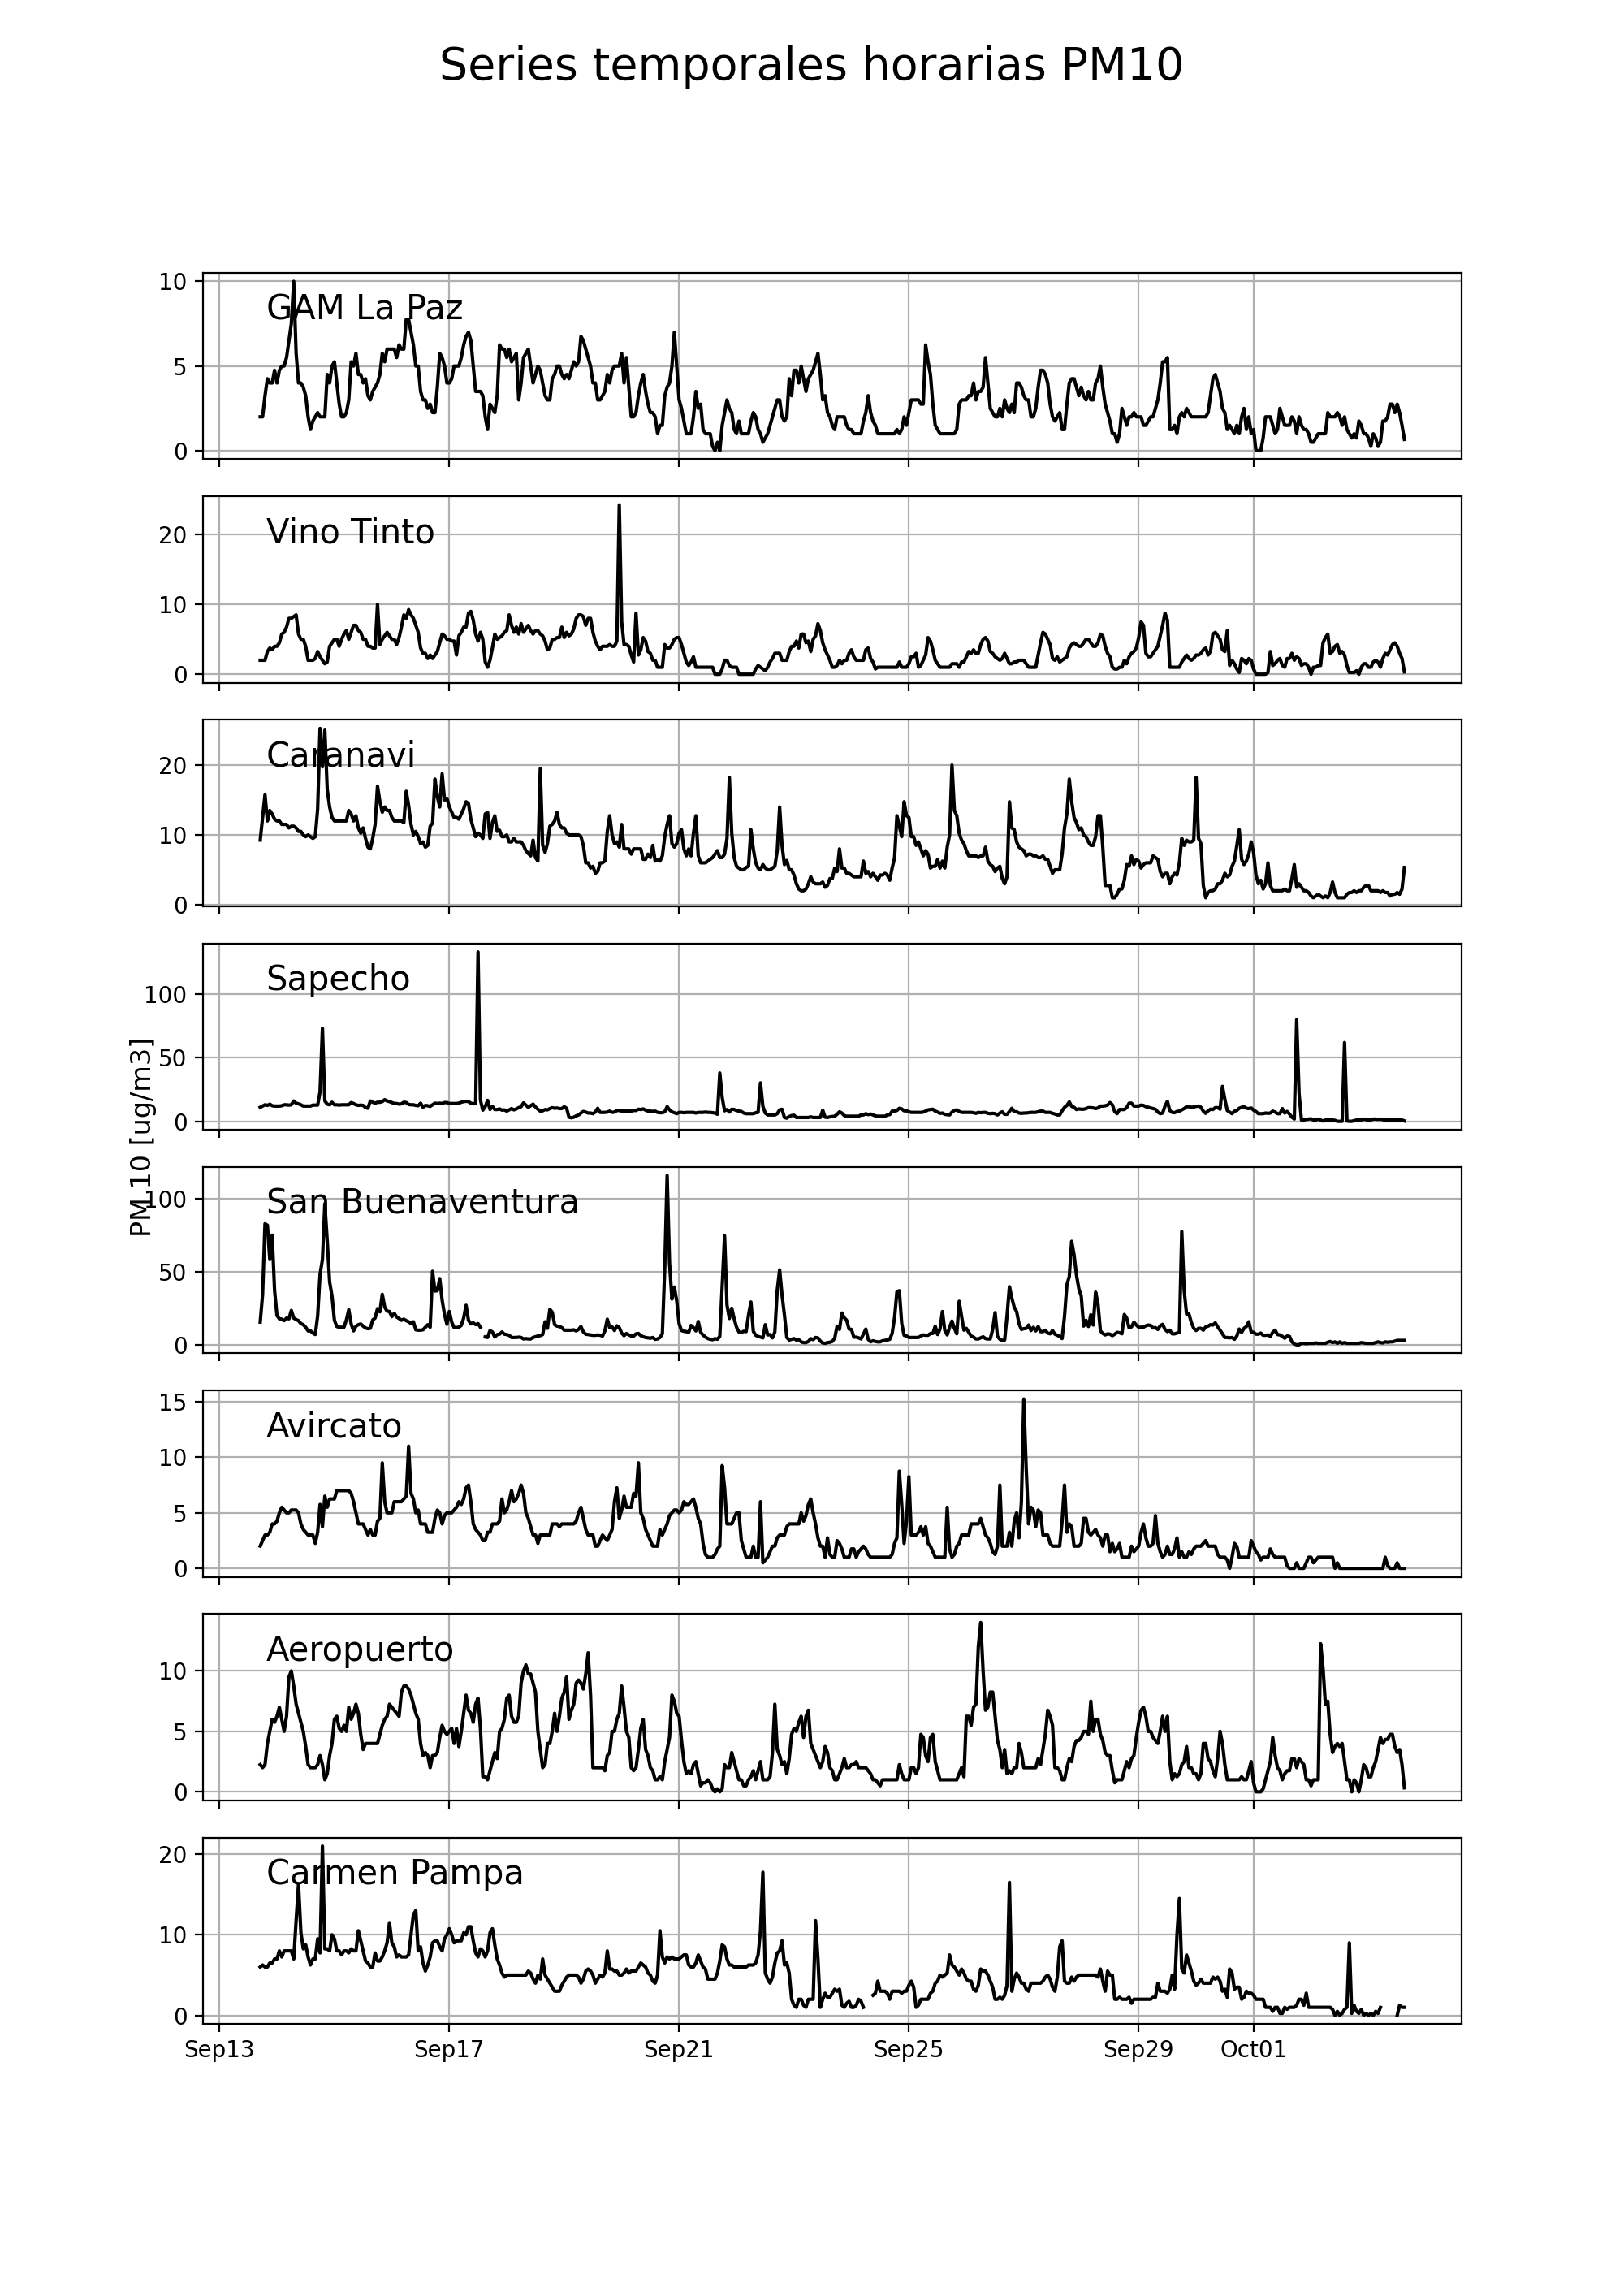 Series temporales horarias PM10
10
GAM La Paz
5
0
Vino Tinto
20
10
0
Caranavi
20
10
0
Sapecho
100
50
0
PM 10 [ug/m3]
San Buenaventura
100
50
0
15
Avircato
10
5
0
Aeropuerto
10
5
0
20
Carmen Pampa
10
0
Sep13 Sep17 Sep21 Sep25 Sep29 Oct01